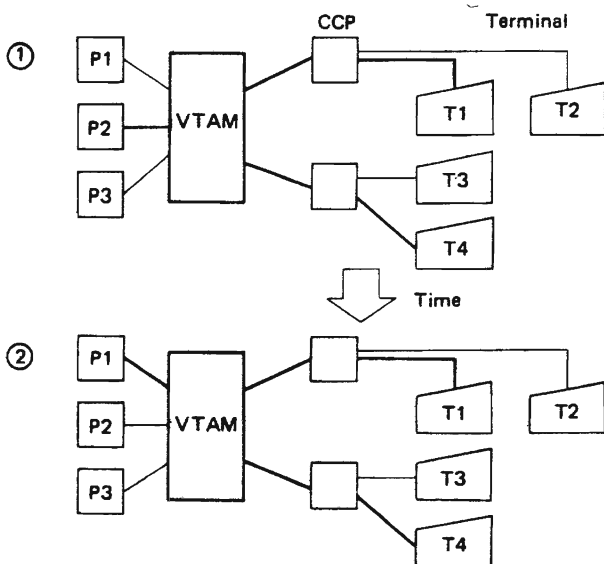 CCP
Terminal
①
P1
P2
P3
VTAM
T1
T2
T3
T4
Time
②
P1
P2
P3
VTAM
T1
T2
T3
T4